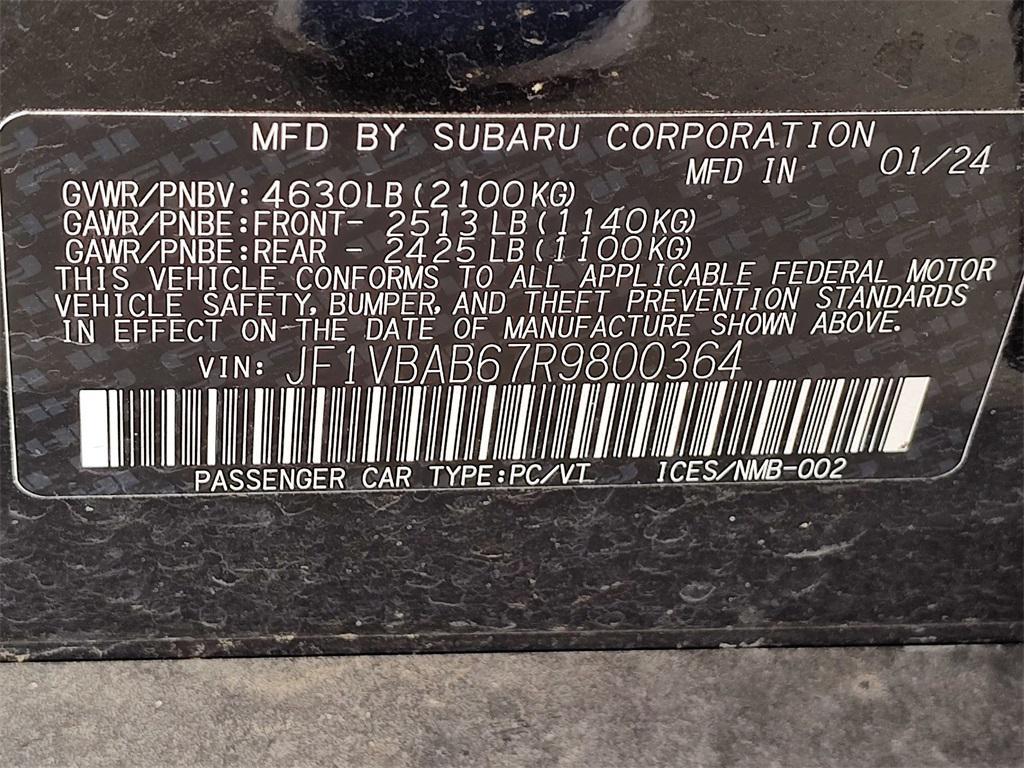 MFD BY SUBARU CORPORATION
MFD IN 01/24
GVWR/PNBV: 4630LB (2100KG)
GAWR/PNBE:FRONT- 2513 LB (1140KG)
GAWR/PNBE:REAR - 2425 LB (1100KG)
THIS VEHICLE CONFORMS TO ALL APPLICABLE FEDERAL MOTOR
VEHICLE SAFETY, BUMPER, AND THEFT PREVENTION STANDARDS
IN EFFECT ON THE DATE OF MANUFACTURE SHOWN ABOVE.
VIN: JF1VBAB67R9800364
PASSENGER CAR TYPE:PC/VT ICES/NMB-002